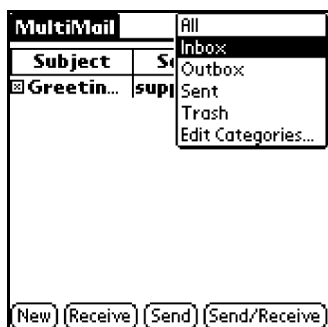 MultiMail
All
Inbox
Outbox
Sent
Trash
Edit Categories...
Subject
Greetin...
New Receive Send Send/Receive